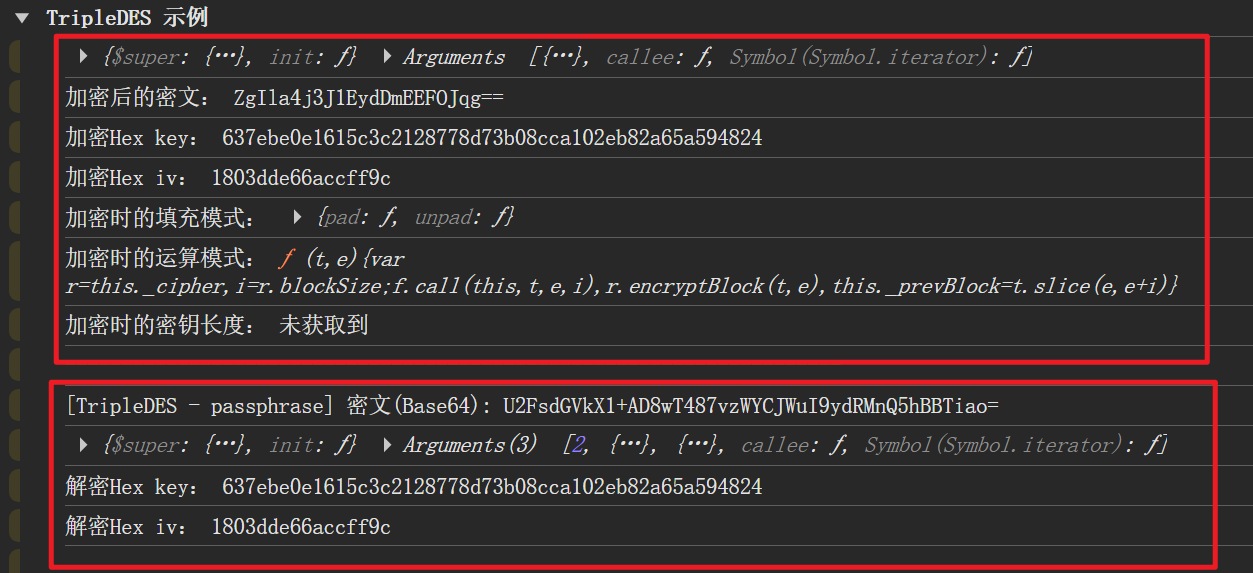 ▼ TripleDES 示例
▶ {$super: {…}, init: ƒ} ▶ Arguments [{…}, callee: ƒ, Symbol(Symbol.iterator): ƒ]
加密后的密文: ZgIla4j3J1EydDmEEFOJqg==
加密Hex key: 637ebe0e1615c3c2128778d73b08cca102eb82a65a594824
加密Hex iv: 1803dde66accff9c
加密时的填充模式: ▶ {pad: ƒ, unpad: ƒ}
加密时的运算模式: ƒ (t,e){var
r=this._cipher,i=r.blockSize;f.call(this,t,e,i),r.encryptBlock(t,e),this._prevBlock=t.slice(e,e+i)}
加密时的密钥长度: 未获取到
[TripleDES - passphrase] 密文(Base64): U2FsdGVkX1+AD8wT487vzWYCJWuI9ydRMnQ5hBBTiao=
▶ {$super: {…}, init: ƒ} ▶ Arguments(3) [2, {…}, {…}, callee: ƒ, Symbol(Symbol.iterator): ƒ]
解密Hex key: 637ebe0e1615c3c2128778d73b08cca102eb82a65a594824
解密Hex iv: 1803dde66accff9c